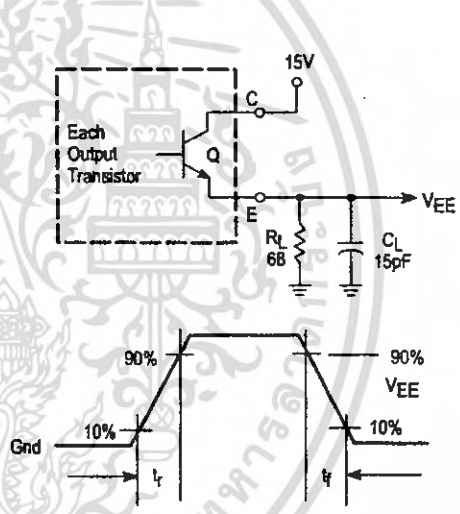 15V
C
Each
Output
Transistor
Q
E
VEE
RL
68
CL
15pF
90%
90%
VEE
10%
10%
Gnd
tr
tf